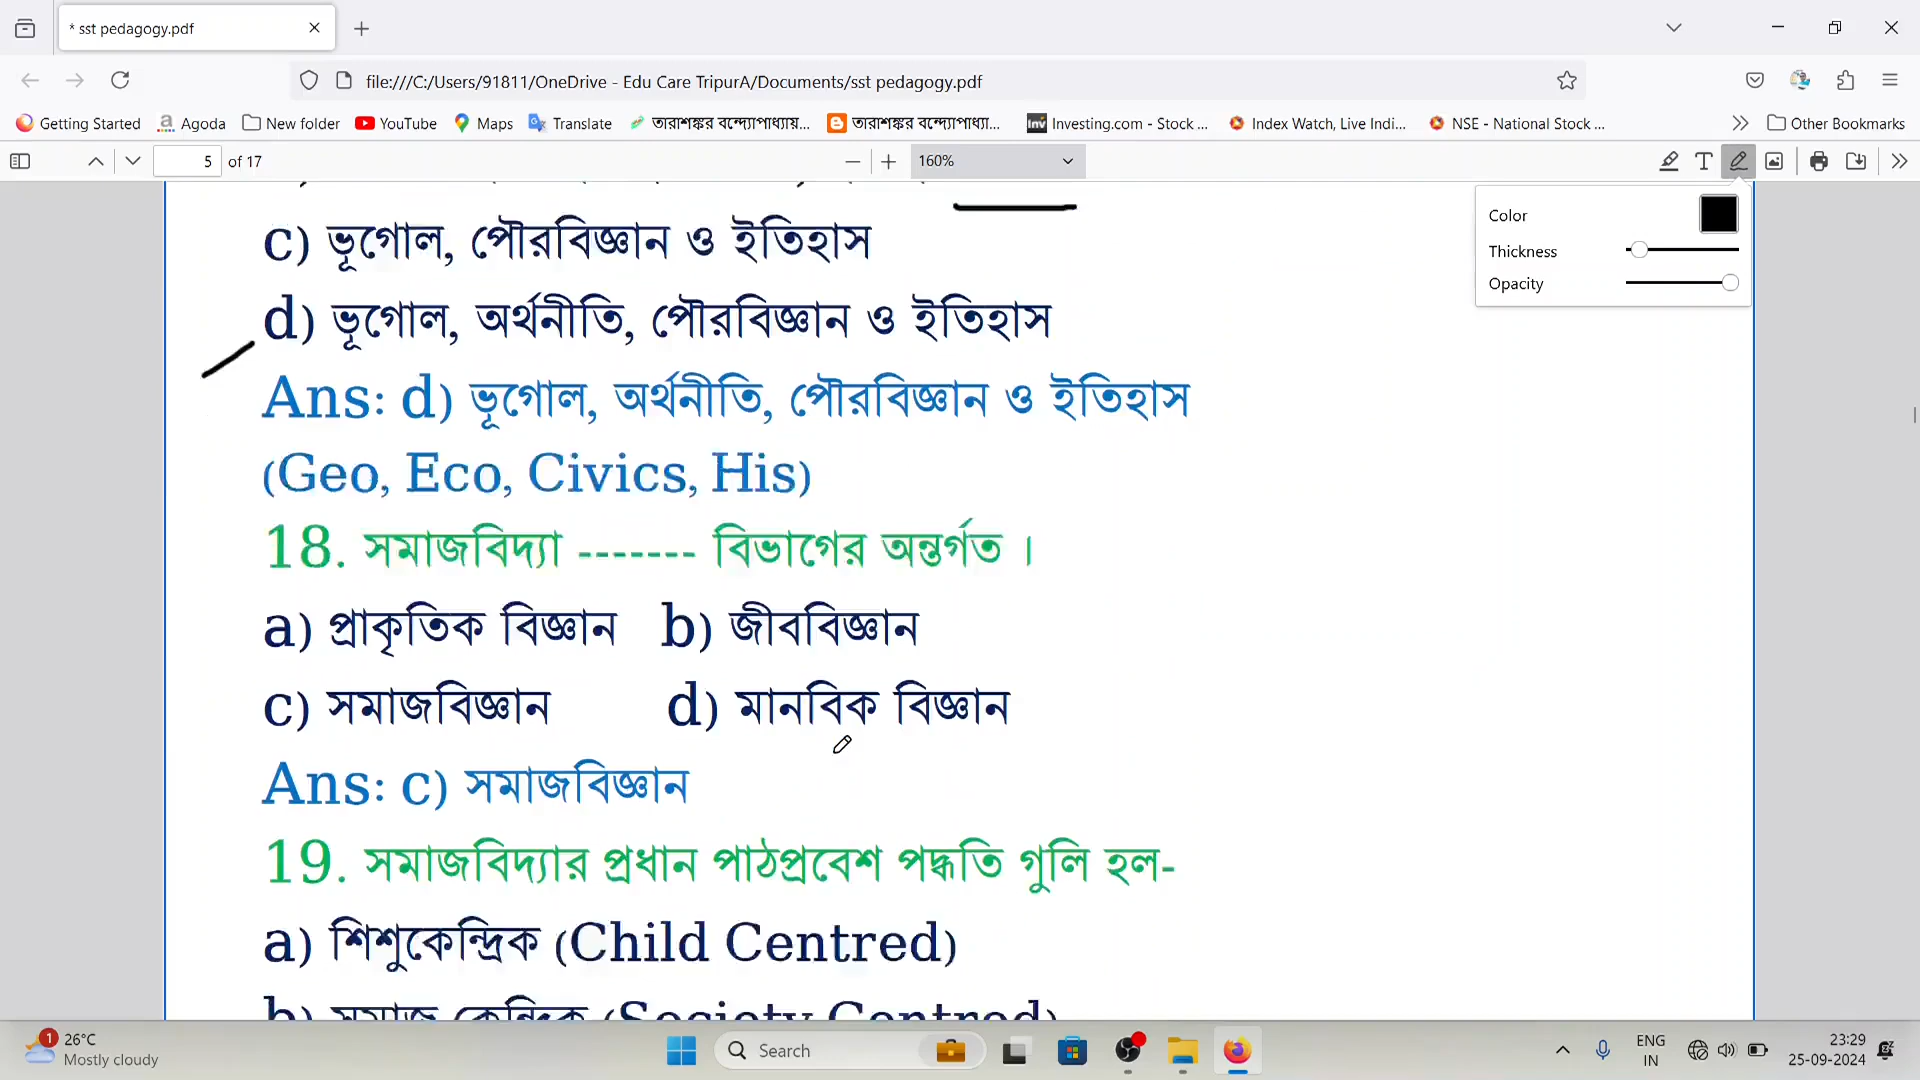 * sst pedagogy.pdf
file:///C:/Users/91811/OneDrive - Edu Care TripurA/Documents/sst pedagogy.pdf
Getting Started Agoda New folder YouTube Maps Translate তারাশঙ্কর বন্দ্যোপাধ্যায়... তারাশঙ্কর বন্দ্যোপাধ্যা... Investing.com - Stock ... Index Watch, Live Indi... NSE - National Stock ... Other Bookmarks
5 of 17 160%
Color
Thickness
Opacity
c) ভূগোল, পৌরবিজ্ঞান ও ইতিহাস
d) ভূগোল, অর্থনীতি, পৌরবিজ্ঞান ও ইতিহাস
Ans: d) ভূগোল, অর্থনীতি, পৌরবিজ্ঞান ও ইতিহাস
(Geo, Eco, Civics, His)
18. সমাজবিদ্যা ------- বিভাগের অন্তর্গত ।
a) প্রাকৃতিক বিজ্ঞান b) জীববিজ্ঞান
c) সমাজবিজ্ঞান d) মানবিক বিজ্ঞান
Ans: c) সমাজবিজ্ঞান
19. সমাজবিদ্যার প্রধান পাঠপ্রবেশ পদ্ধতি গুলি হল-
a) শিশুকেন্দ্রিক (Child Centred)
b) সমাজ কেন্দ্রিক (Society Centred)
1 26°C
Mostly cloudy
Search
ENG
IN
23:29
25-09-2024